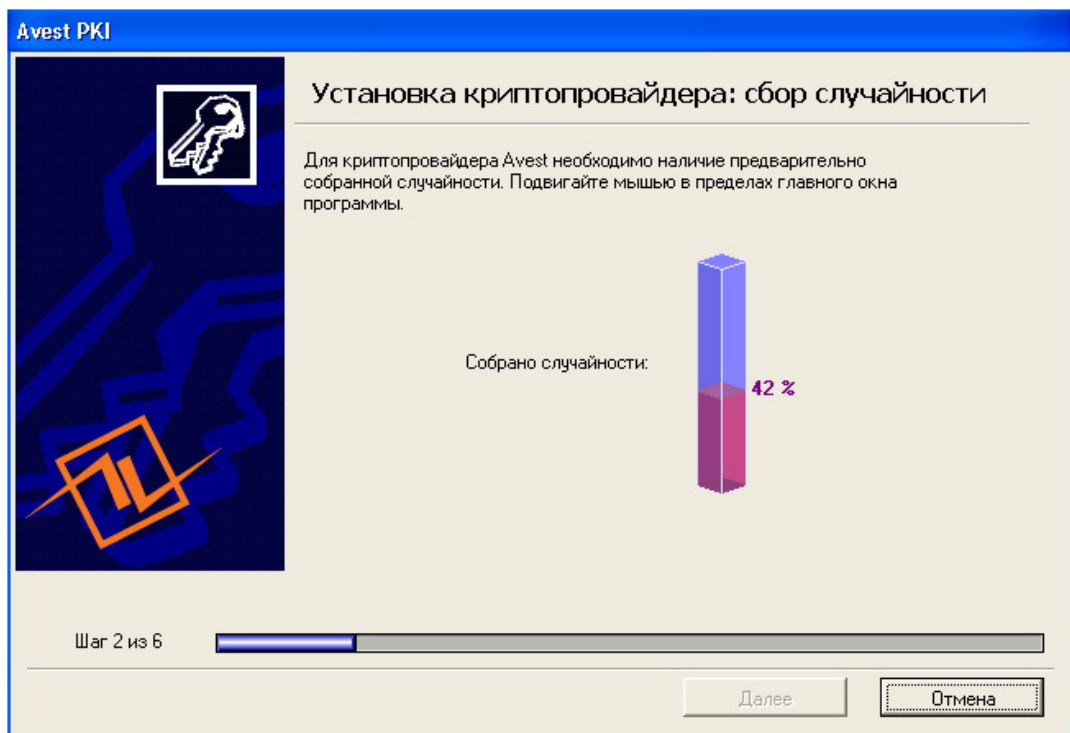 Avest PKI
Установка криптопровайдера: сбор случайности
Для криптопровайдера Avest необходимо наличие предварительно
собранной случайности. Подвигайте мышью в пределах главного окна
программы.
Собрано случайности:
42 %
Шаг 2 из 6
Далее
Отмена